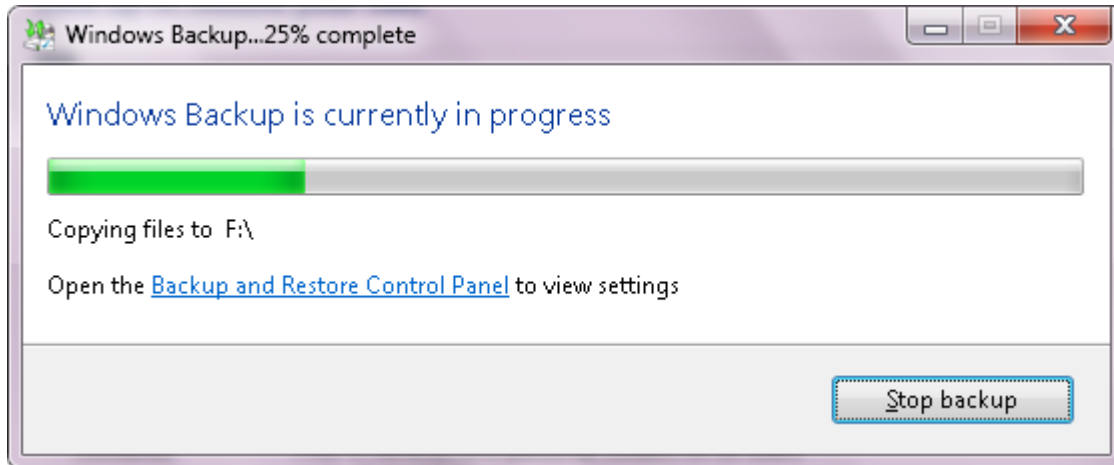 Windows Backup...25% complete
Windows Backup is currently in progress
Copying files to F:\
Open the Backup and Restore Control Panel to view settings
Stop backup